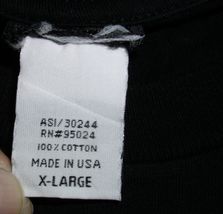 ASI/30244
RN#95024
100% COTTON
MADE IN USA
X-LARGE